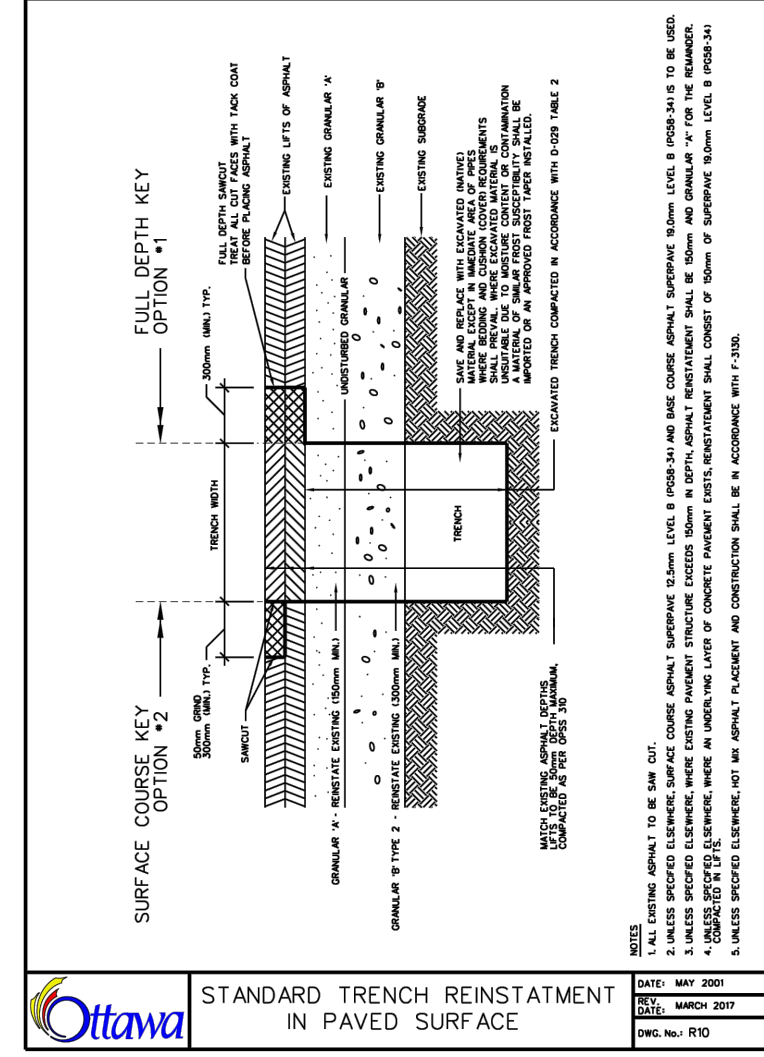 SURFACE COURSE KEY
OPTION #2
FULL DEPTH KEY
OPTION #1
50mm GRIND
300mm (MIN.) TYP.
TRENCH WIDTH
300mm (MIN.) TYP.
SAWCUT
FULL DEPTH SAWCUT
TREAT ALL CUT FACES WITH TACK COAT
BEFORE PLACING ASPHALT
EXISTING LIFTS OF ASPHALT
GRANULAR 'A' - REINSTATE EXISTING (150mm MIN.)
EXISTING GRANULAR 'A'
UNDISTURBED GRANULAR
GRANULAR 'B' TYPE 2 - REINSTATE EXISTING (300mm MIN.)
EXISTING GRANULAR 'B'
EXISTING SUBGRADE
TRENCH
SAVE AND REPLACE WITH EXCAVATED (NATIVE)
MATERIAL EXCEPT IN IMMEDIATE AREA OF PIPES
WHERE BEDDING AND CUSHION (COVER) REQUIREMENTS
SHALL PREVAIL. WHERE EXCAVATED MATERIAL IS
UNSUITABLE DUE TO MOISTURE CONTENT OR CONTAMINATION
A MATERIAL OF SIMILAR FROST SUSCEPTIBILITY SHALL BE
IMPORTED OR AN APPROVED FROST TAPER INSTALLED.
EXCAVATED TRENCH COMPACTED IN ACCORDANCE WITH D-029 TABLE 2
MATCH EXISTING ASPHALT DEPTHS
LIFTS TO BE 50mm DEPTH MAXIMUM,
COMPACTED AS PER OPSS 310
NOTES
1. ALL EXISTING ASPHALT TO BE SAW CUT.
2. UNLESS SPECIFIED ELSEWHERE, SURFACE COURSE ASPHALT SUPERPAVE 12.5mm LEVEL B (PG58-34) AND BASE COURSE ASPHALT SUPERPAVE 19.0mm LEVEL B (PG58-34) IS TO BE USED.
3. UNLESS SPECIFIED ELSEWHERE, WHERE EXISTING PAVEMENT STRUCTURE EXCEEDS 150mm IN DEPTH, ASPHALT REINSTATEMENT SHALL BE 150mm AND GRANULAR "A" FOR THE REMAINDER.
4. UNLESS SPECIFIED ELSEWHERE, WHERE AN UNDERLYING LAYER OF CONCRETE PAVEMENT EXISTS, REINSTATEMENT SHALL CONSIST OF 150mm OF SUPERPAVE 19.0mm LEVEL B (PG58-34)
COMPACTED IN LIFTS.
5. UNLESS SPECIFIED ELSEWHERE, HOT MIX ASPHALT PLACEMENT AND CONSTRUCTION SHALL BE IN ACCORDANCE WITH F-3130.
Ottawa
STANDARD TRENCH REINSTATMENT
IN PAVED SURFACE
DATE: MAY 2001
REV. DATE: MARCH 2017
DWG. No.: R10